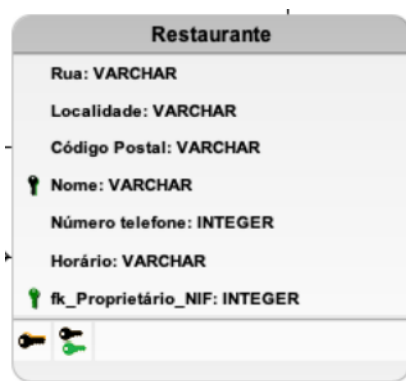 Restaurante
Rua: VARCHAR
Localidade: VARCHAR
Código Postal: VARCHAR
Nome: VARCHAR
Número telefone: INTEGER
Horário: VARCHAR
fk_Proprietário_NIF: INTEGER